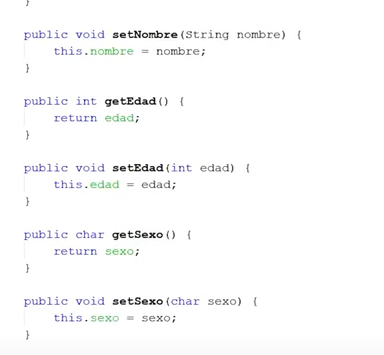 }
public void setNombre(String nombre) {
    this.nombre = nombre;
}
public int getEdad() {
    return edad;
}
public void setEdad(int edad) {
    this.edad = edad;
}
public char getSexo() {
    return sexo;
}
public void setSexo(char sexo) {
    this.sexo = sexo;
}